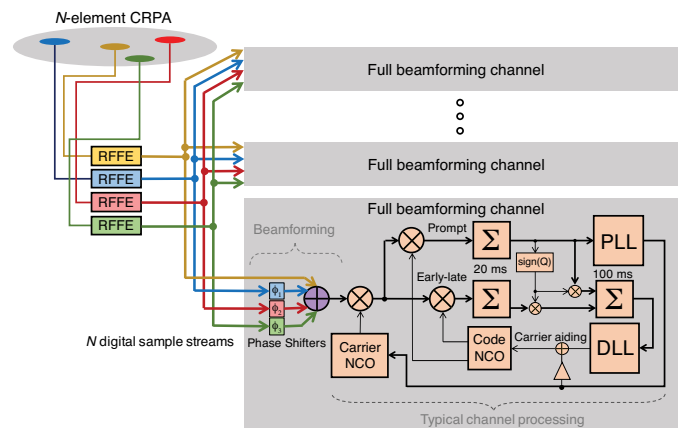 N-element CRPA
Full beamforming channel
RFFE
RFFE
RFFE
RFFE
Full beamforming channel
Full beamforming channel
Beamforming
Prompt
Σ
PLL
sign(Q)
20 ms
Early-late
100 ms
Σ
Σ
ϕ1
ϕ2
ϕ3
N digital sample streams
Phase Shifters
Carrier
NCO
Code
NCO
Carrier aiding
DLL
Typical channel processing